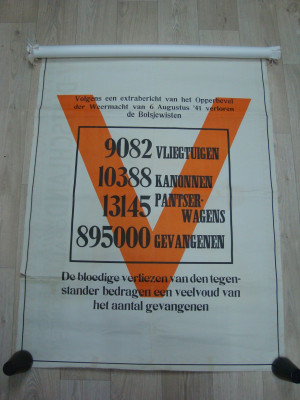 Volgens een extrabericht van het Opperbevel
der Weermacht van 6 Augustus '41 verloren
de Bolsjewisten
9082 VLIEGTUIGEN
10388 KANONNEN
13145 PANTSER-
WAGENS
895000 GEVANGENEN
De bloedige verliezen van den tegen-
stander bedragen een veelvoud van
het aantal gevangenen